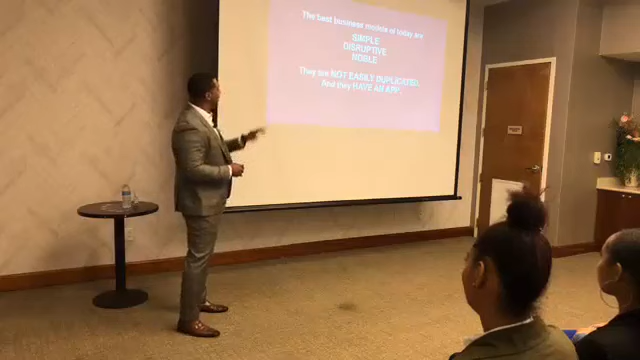 The best business models of today are
SIMPLE
DISRUPTIVE
NOBLE
They are NOT EASILY DUPLICATED.
And they HAVE AN APP.